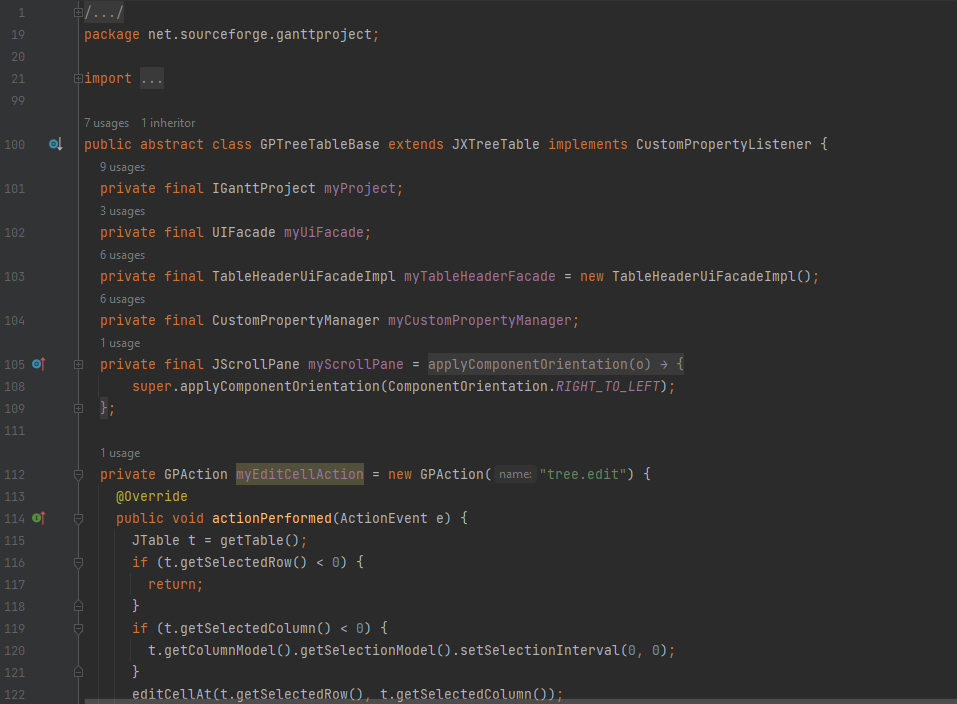 1 /.../
19 package net.sourceforge.ganttproject;
20
21 import ...
99
7 usages 1 inheritor
100 public abstract class GPTreeTableBase extends JXTreeTable implements CustomPropertyListener {
9 usages
101 private final IGanttProject myProject;
3 usages
102 private final UIFacade myUiFacade;
6 usages
103 private final TableHeaderUiFacadeImpl myTableHeaderFacade = new TableHeaderUiFacadeImpl();
6 usages
104 private final CustomPropertyManager myCustomPropertyManager;
1 usage
105 private final JScrollPane myScrollPane = applyComponentOrientation(o) → {
108 super.applyComponentOrientation(ComponentOrientation.RIGHT_TO_LEFT);
109 };
111
1 usage
112 private GPAction myEditCellAction = new GPAction( name: "tree.edit") {
113 @Override
114 public void actionPerformed(ActionEvent e) {
115 JTable t = getTable();
116 if (t.getSelectedRow() < 0) {
117 return;
118 }
119 if (t.getSelectedColumn() < 0) {
120 t.getColumnModel().getSelectionModel().setSelectionInterval(0, 0);
121 }
122 editCellAt(t.getSelectedRow(), t.getSelectedColumn());